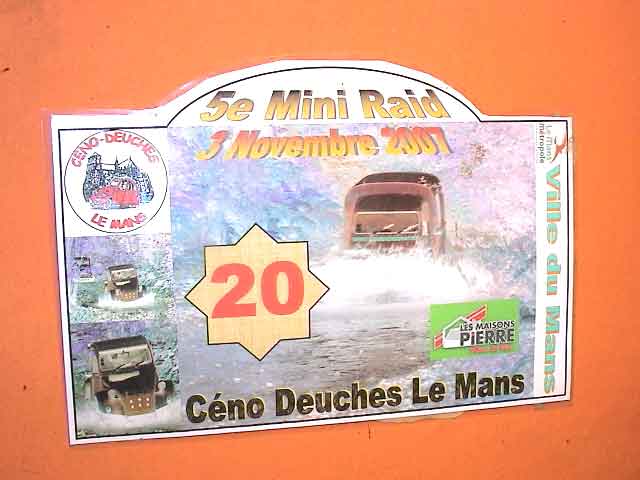 5e Mini Raid
3 Novembre 2007
CÉNO-DEUCHES
LE MANS
Le Mans
métropole
Ville du Mans
20
LES MAISONS
PiERRE
Céno Deuches Le Mans